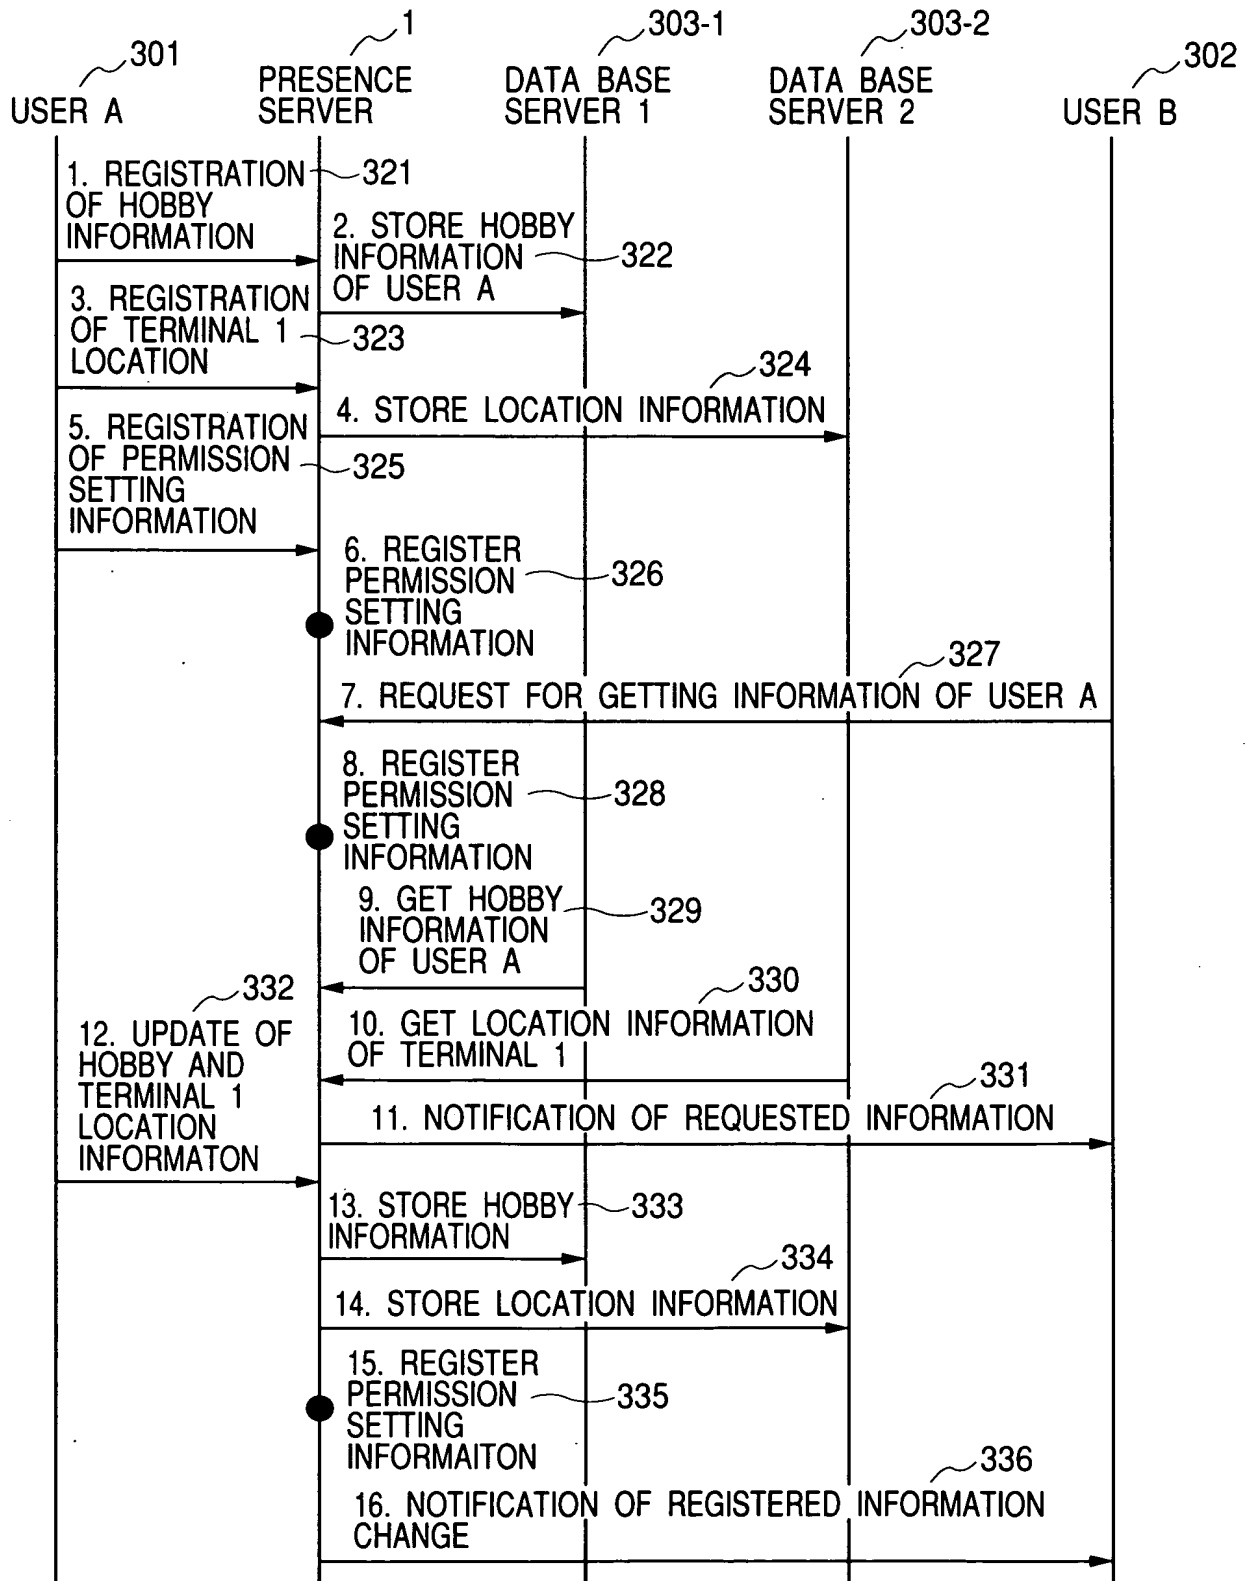 301
USER A
1
PRESENCE
SERVER
303-1
DATA BASE
SERVER 1
303-2
DATA BASE
SERVER 2
302
USER B
1. REGISTRATION
OF HOBBY
INFORMATION
321
2. STORE HOBBY
INFORMATION
OF USER A
322
3. REGISTRATION
OF TERMINAL 1
LOCATION
323
324
4. STORE LOCATION INFORMATION
5. REGISTRATION
OF PERMISSION
SETTING
INFORMATION
325
6. REGISTER
PERMISSION
SETTING
INFORMATION
326
327
7. REQUEST FOR GETTING INFORMATION OF USER A
8. REGISTER
PERMISSION
SETTING
INFORMATION
328
9. GET HOBBY
INFORMATION
OF USER A
329
330
10. GET LOCATION INFORMATION
OF TERMINAL 1
331
11. NOTIFICATION OF REQUESTED INFORMATION
332
12. UPDATE OF
HOBBY AND
TERMINAL 1
LOCATION
INFORMATON
13. STORE HOBBY
INFORMATION
333
334
14. STORE LOCATION INFORMATION
15. REGISTER
PERMISSION
SETTING
INFORMAITON
335
336
16. NOTIFICATION OF REGISTERED INFORMATION
CHANGE